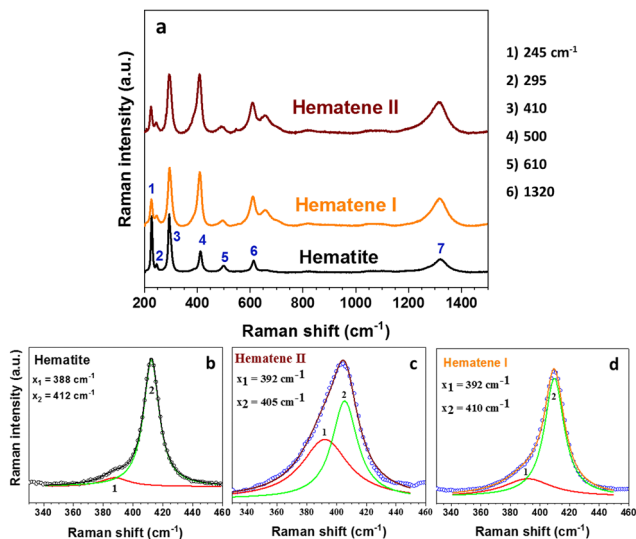 a
Raman intensity (a.u.)
Hematene II
Hematene I
Hematite
1
2
3
4
5
6
7
200 400 600 800 1000 1200 1400
Raman shift (cm-1)
1) 245 cm-1
2) 295
3) 410
4) 500
5) 610
6) 1320
Raman intensity (a.u.)
Hematite
b
x1 = 388 cm-1
x2 = 412 cm-1
2
1
340 360 380 400 420 440 460
Raman shift (cm-1)
Hematene II
c
x1 = 392 cm-1
x2 = 405 cm-1
1
2
340 360 380 400 420 440 460
Raman shift (cm-1)
Hematene I
d
x1 = 392 cm-1
x2 = 410 cm-1
2
1
340 360 380 400 420 440 460
Raman shift (cm-1)